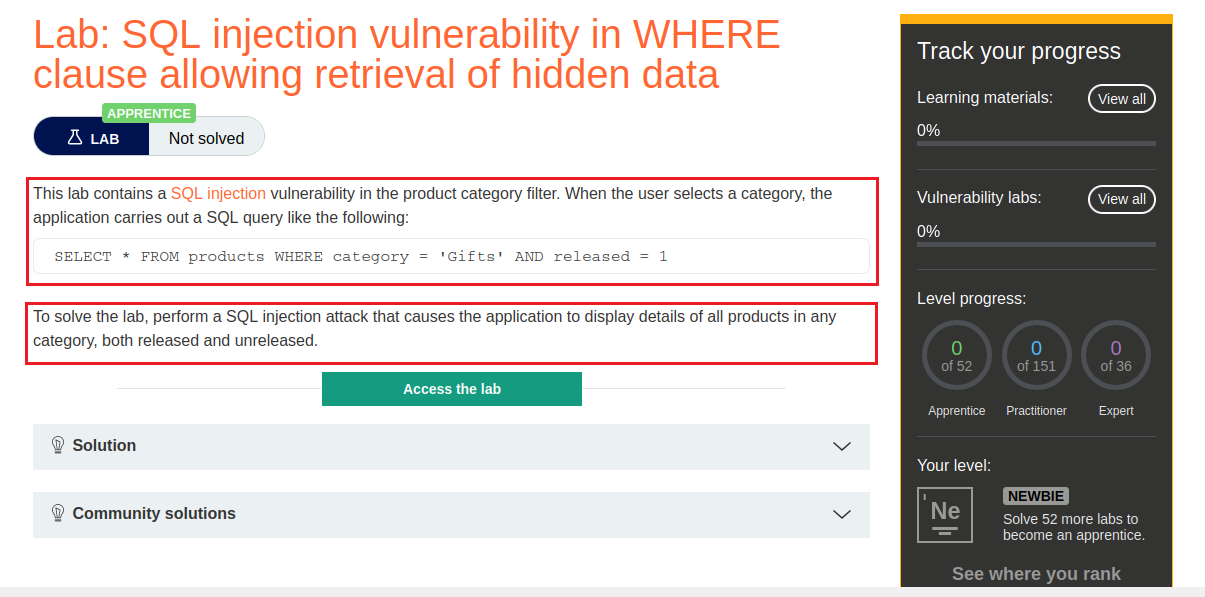 Lab: SQL injection vulnerability in WHERE
clause allowing retrieval of hidden data
APPRENTICE
LAB
Not solved
This lab contains a SQL injection vulnerability in the product category filter. When the user selects a category, the
application carries out a SQL query like the following:
SELECT * FROM products WHERE category = 'Gifts' AND released = 1
To solve the lab, perform a SQL injection attack that causes the application to display details of all products in any
category, both released and unreleased.
Access the lab
Solution
Community solutions
Track your progress
Learning materials:
View all
0%
Vulnerability labs:
View all
0%
Level progress:
0
of 52
0
of 151
0
of 36
Apprentice
Practitioner
Expert
Your level:
Ne
NEWBIE
Solve 52 more labs to
become an apprentice.
See where you rank